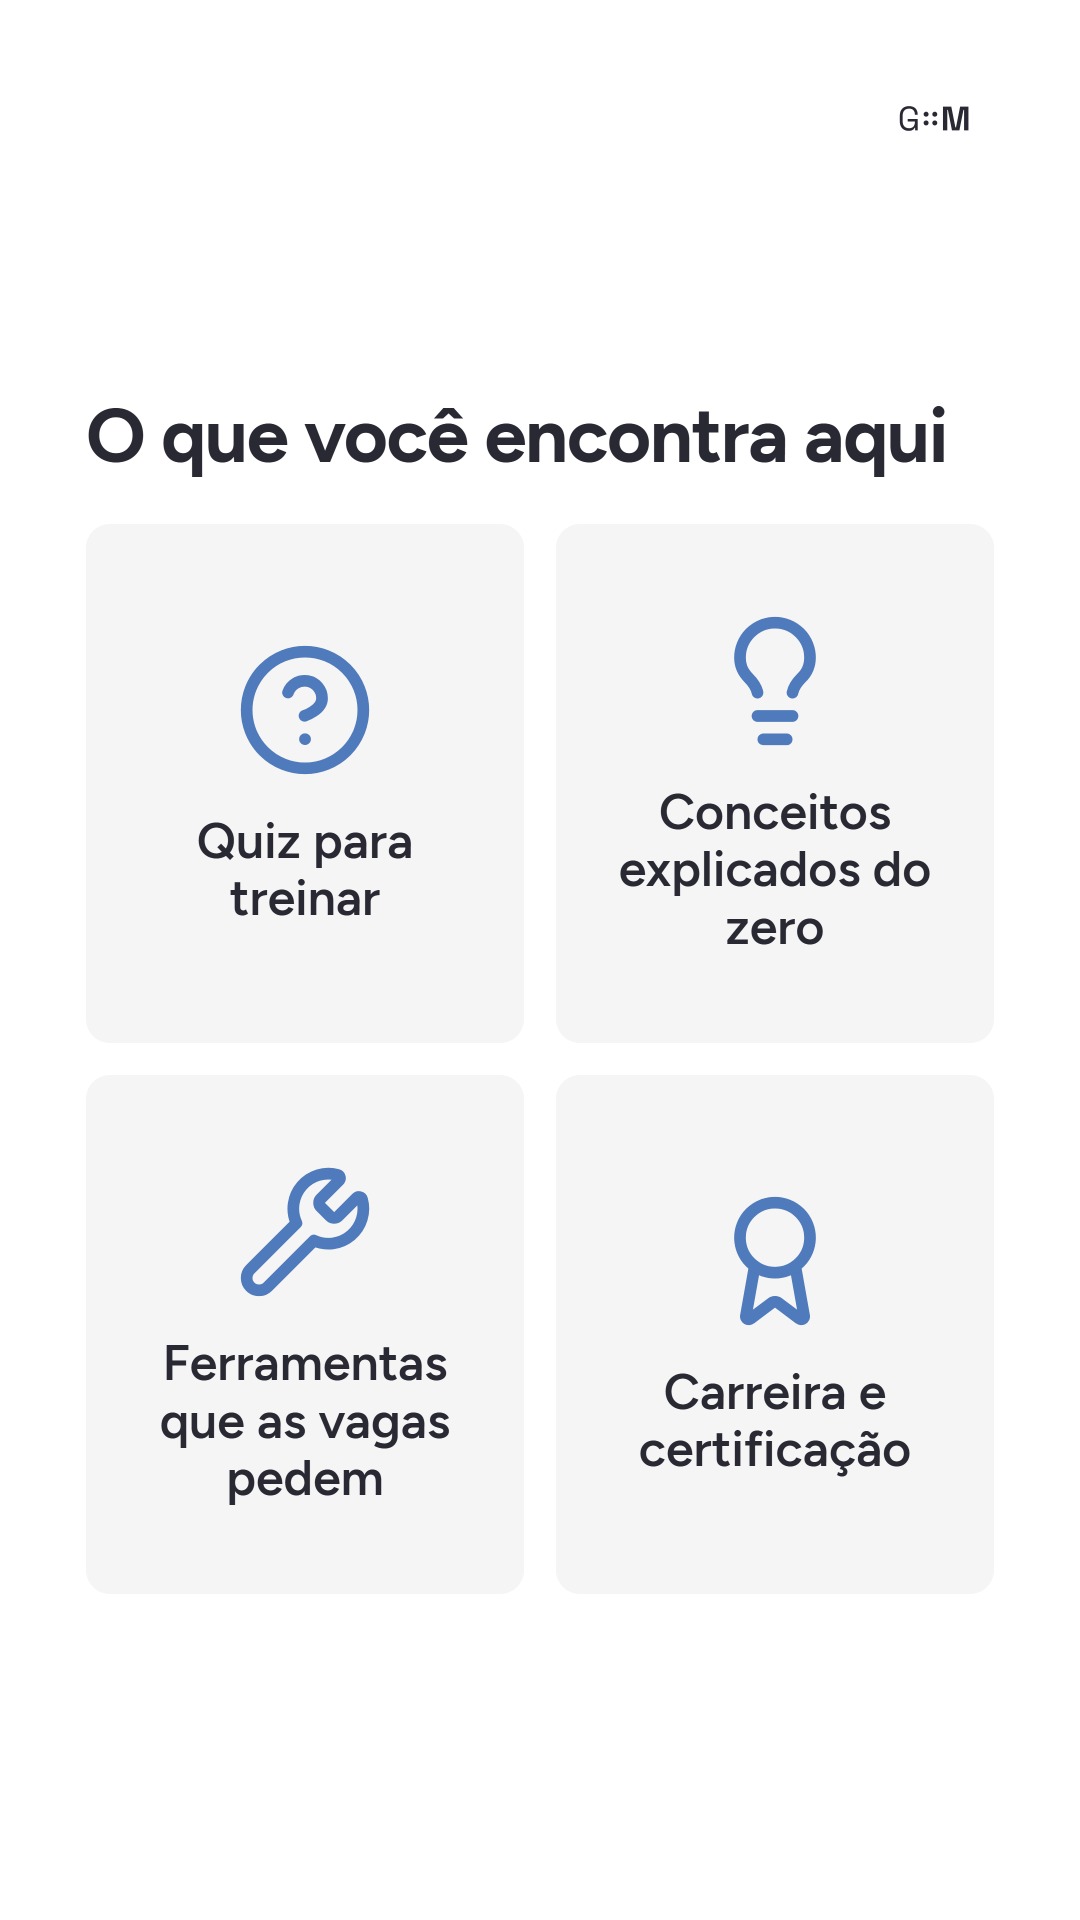 G::M
O que você encontra aqui
Quiz para
treinar
Conceitos
explicados do
zero
Ferramentas
que as vagas
pedem
Carreira e
certificação